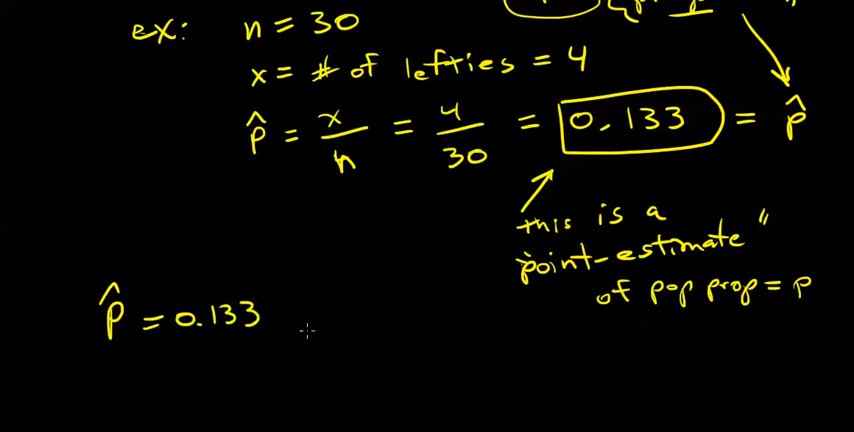 ex: n = 30
x = # of lefties = 4
p̂ = x/n = 4/30 = 0.133 = p̂
this is a
point-estimate "
of pop prop = p
p̂ = 0.133